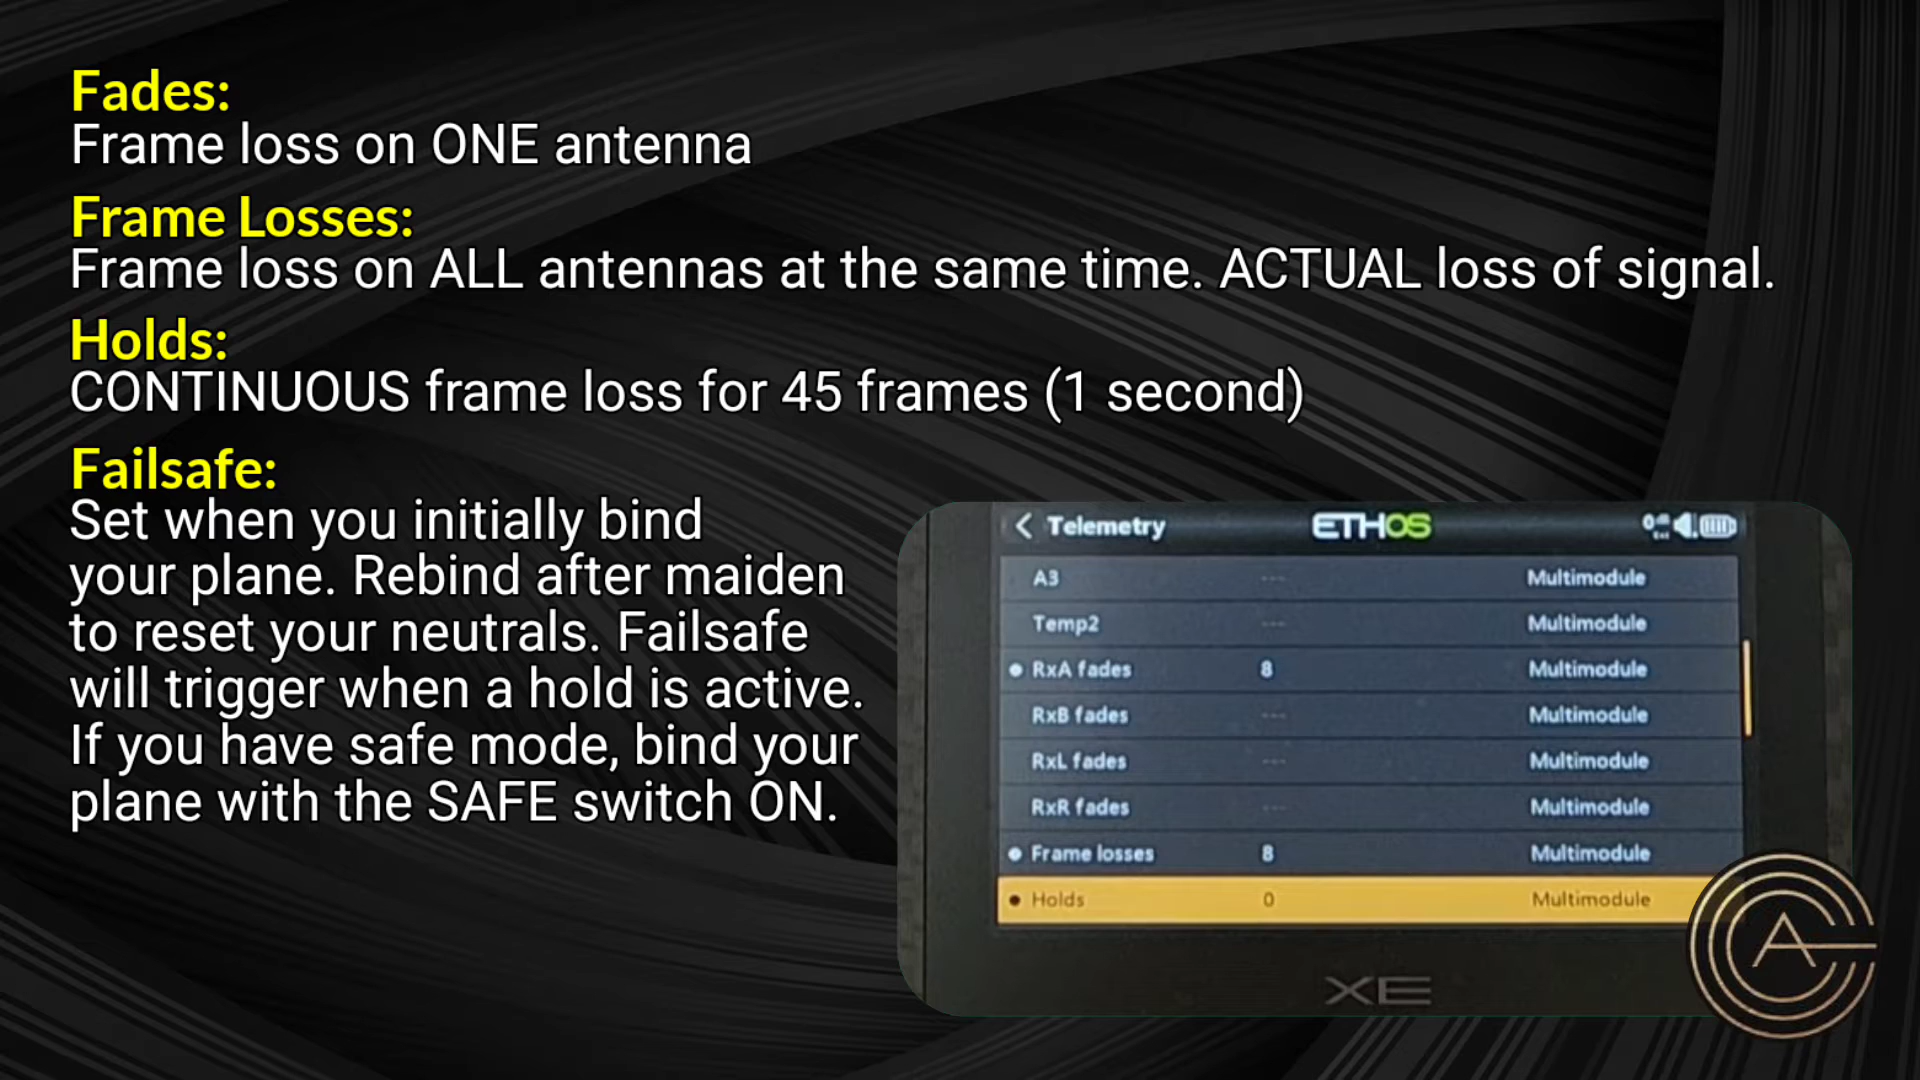 Fades:
Frame loss on ONE antenna
Frame Losses:
Frame loss on ALL antennas at the same time. ACTUAL loss of signal.
Holds:
CONTINUOUS frame loss for 45 frames (1 second)
Failsafe:
Set when you initially bind
your plane. Rebind after maiden
to reset your neutrals. Failsafe
will trigger when a hold is active.
If you have safe mode, bind your
plane with the SAFE switch ON.
Telemetry ETHOS
A3 --- Multimodule
Temp2 --- Multimodule
RxA fades 8 Multimodule
RxB fades --- Multimodule
RxL fades --- Multimodule
RxR fades --- Multimodule
Frame losses 8 Multimodule
Holds 0 Multimodule
XE
A